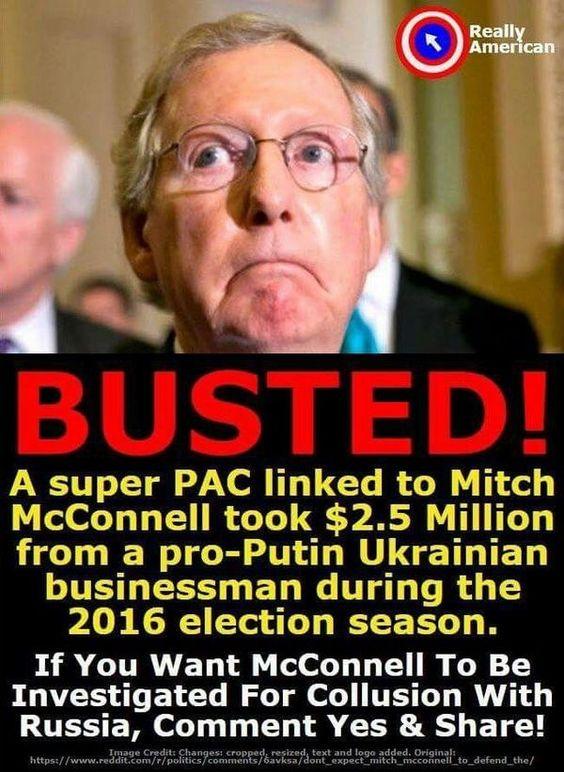 Really
American
BUSTED!
A super PAC linked to Mitch
McConnell took $2.5 Million
from a pro-Putin Ukrainian
businessman during the
2016 election season.
If You Want McConnell To Be
Investigated For Collusion With
Russia, Comment Yes & Share!
Image Credit: Changes: cropped, resized, text and logo added. Original:
https://www.reddit.com/r/politics/comments/6avksa/dont_expect_mitch_mcconnell_to_defend_the/